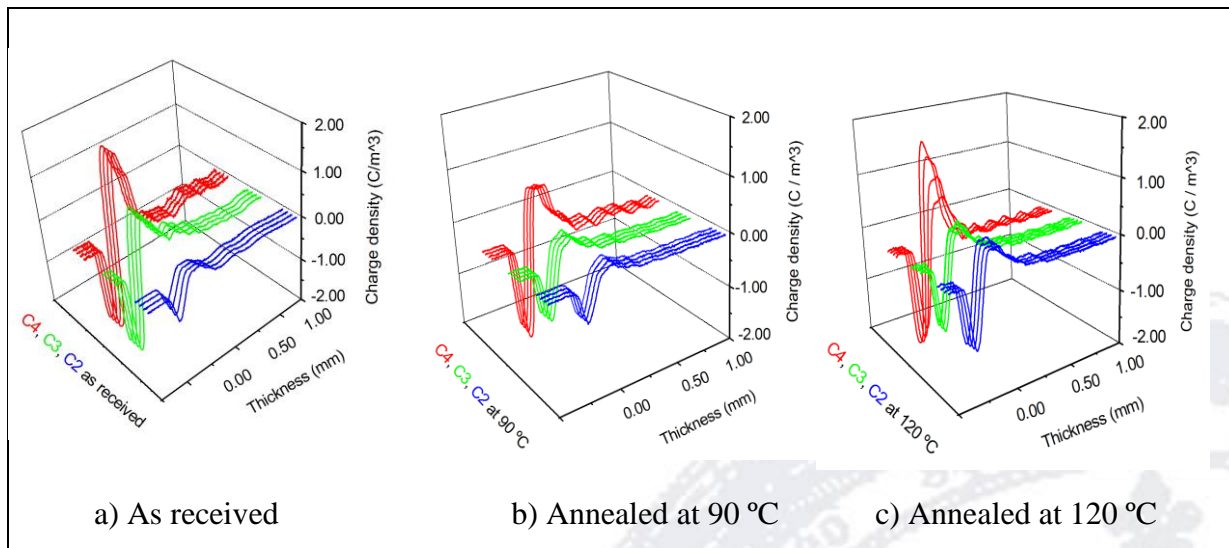 2.00
1.00
0.00
-1.00
-2.00
Charge density (C/m^3)
1.00
0.50
0.00
Thickness (mm)
C4, C3, C2 as received
2.00
1.00
0.00
-1.00
-2.00
Charge density (C / m^3)
1.00
0.50
0.00
Thickness (mm)
C4, C3, C2 at 90 ºC
2.00
1.00
0.00
-1.00
-2.00
Charge density (C / m^3)
1.00
0.50
0.00
Thickness (mm)
C4, C3, C2 at 120 ºC
a) As received
b) Annealed at 90 ºC
c) Annealed at 120 ºC